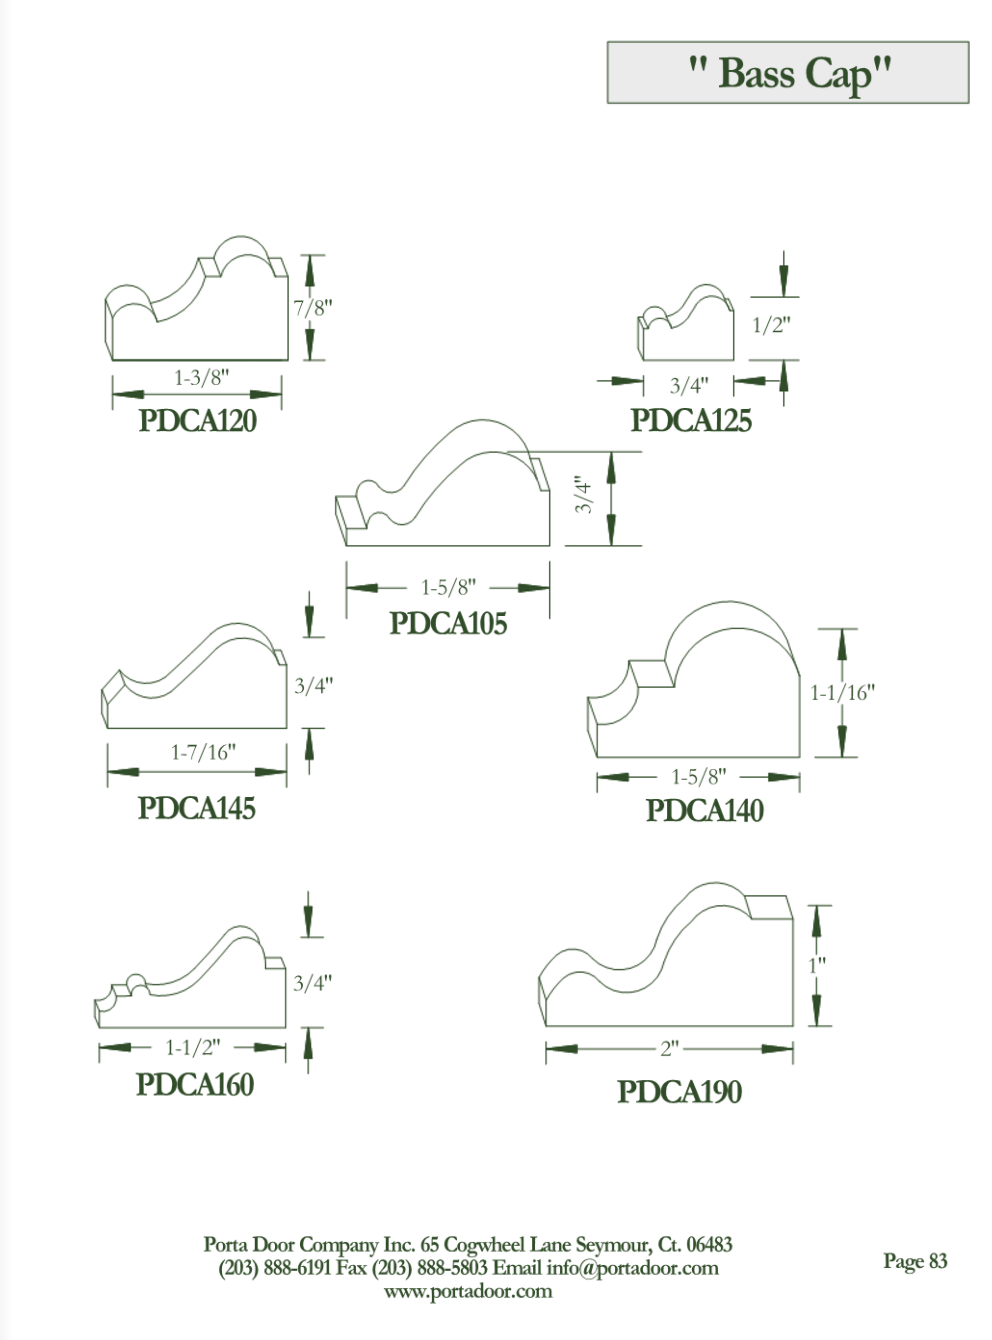 " Bass Cap"
7/8"
1-3/8"
PDCA120
1/2"
3/4"
PDCA125
3/4"
1-5/8"
PDCA105
3/4"
1-7/16"
PDCA145
1-1/16"
1-5/8"
PDCA140
3/4"
1-1/2"
PDCA160
1"
2"
PDCA190
Porta Door Company Inc. 65 Cogwheel Lane Seymour, Ct. 06483
(203) 888-6191 Fax (203) 888-5803 Email info@portadoor.com
www.portadoor.com
Page 83